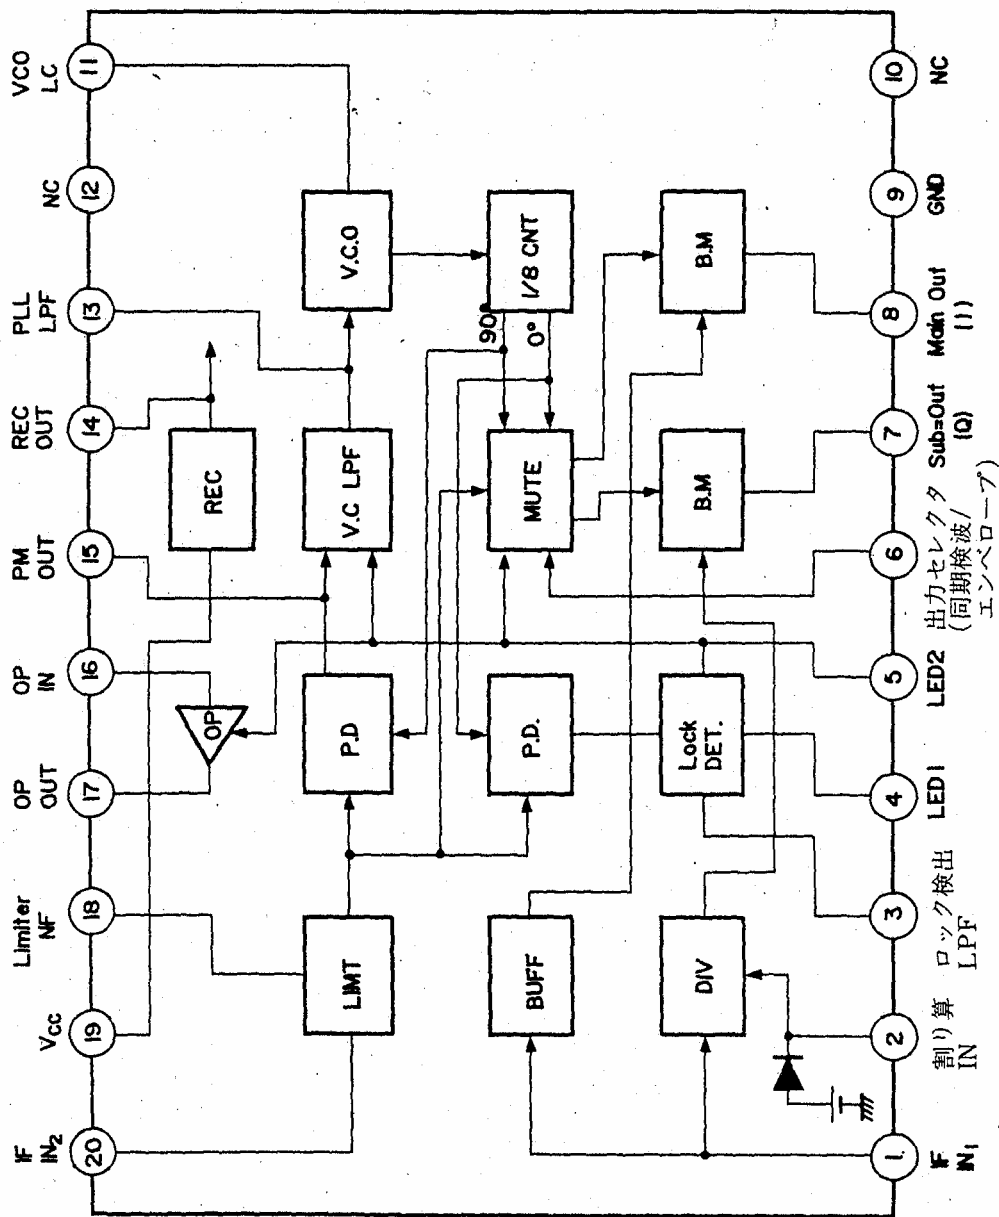 IF
IN₂
20
Vcc
19
Limiter
NF
18
OP
OUT
17
OP
IN
16
PM
OUT
15
REC
OUT
14
PLL
LPF
13
NC
12
VCO
L.C
11
OP
REC
LIMT
P.D
V.C LPF
V.C.O
BUFF
P.D.
MUTE
90°
0°
1/8 CNT
DIV
Lock
DET.
B.M
B.M
1
IF
IN₁
2
割り算
IN
3
ロック検出
LPF
4
LED1
5
LED2
6
出力セレクタ
(同期検波/
エンベロープ)
7
Sub=Out
(Q)
8
Main Out
(I)
9
GND
10
NC